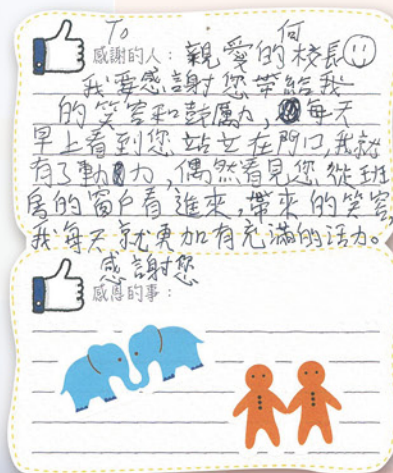 To
感謝的人：親愛的何校長
我要感謝您帶給我
的笑容和鼓勵力，每天
早上看到您站立在門口，我就
有了動力，偶然看見您從班
房的窗戶看進來，帶來的笑容，
我每天就更加有充滿的活力。
感謝您
感恩的事：